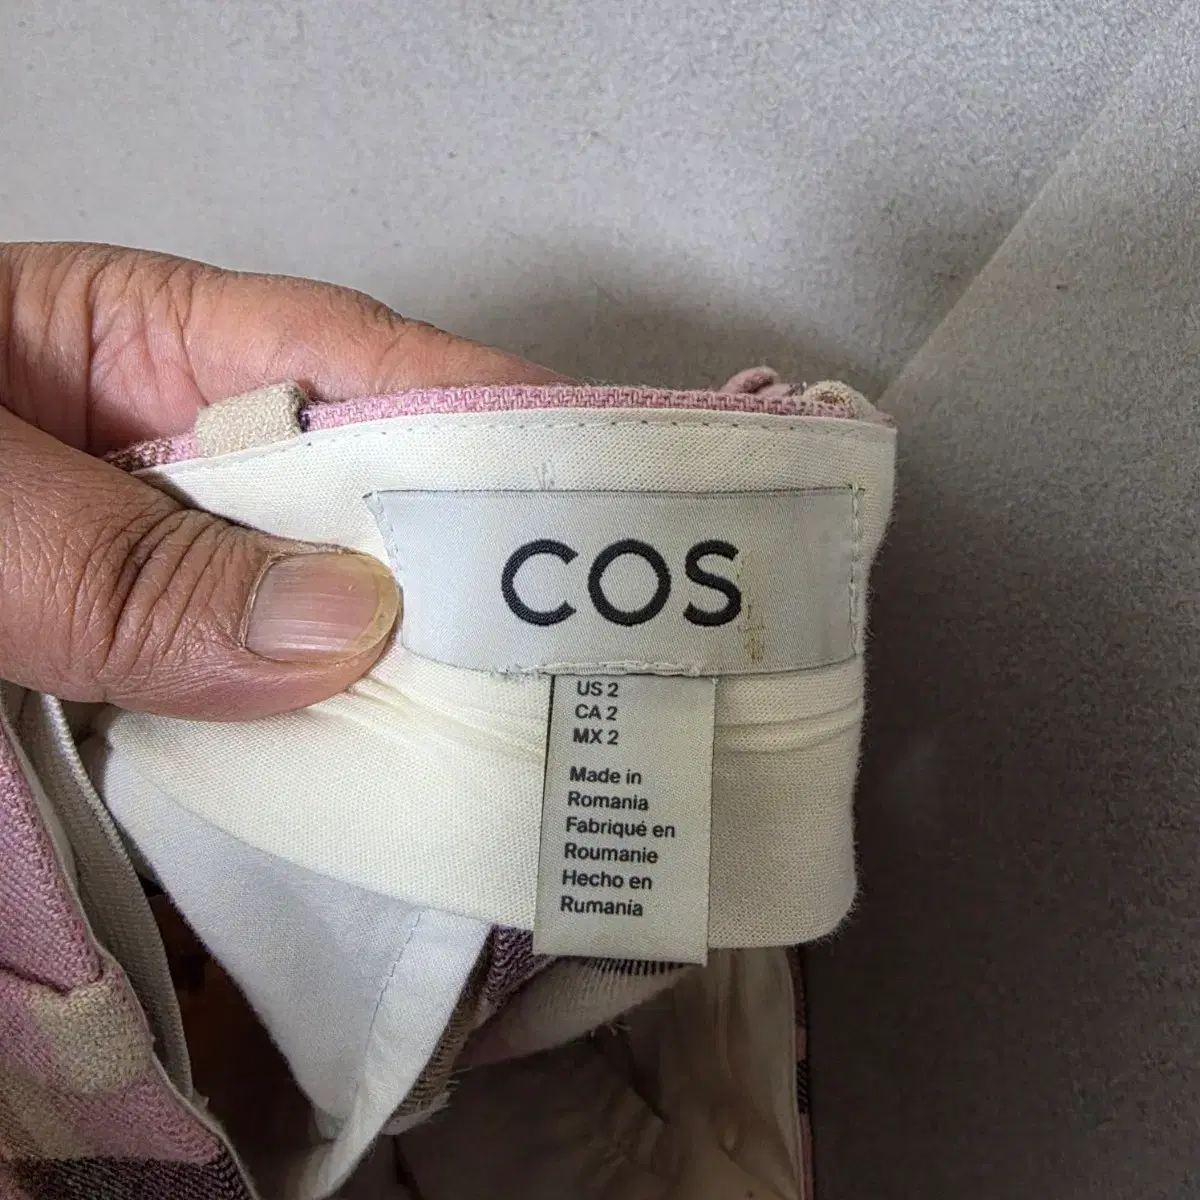 COS
US 2
CA 2
MX 2
Made in
Romania
Fabriqué en
Roumanie
Hecho en
Rumanía